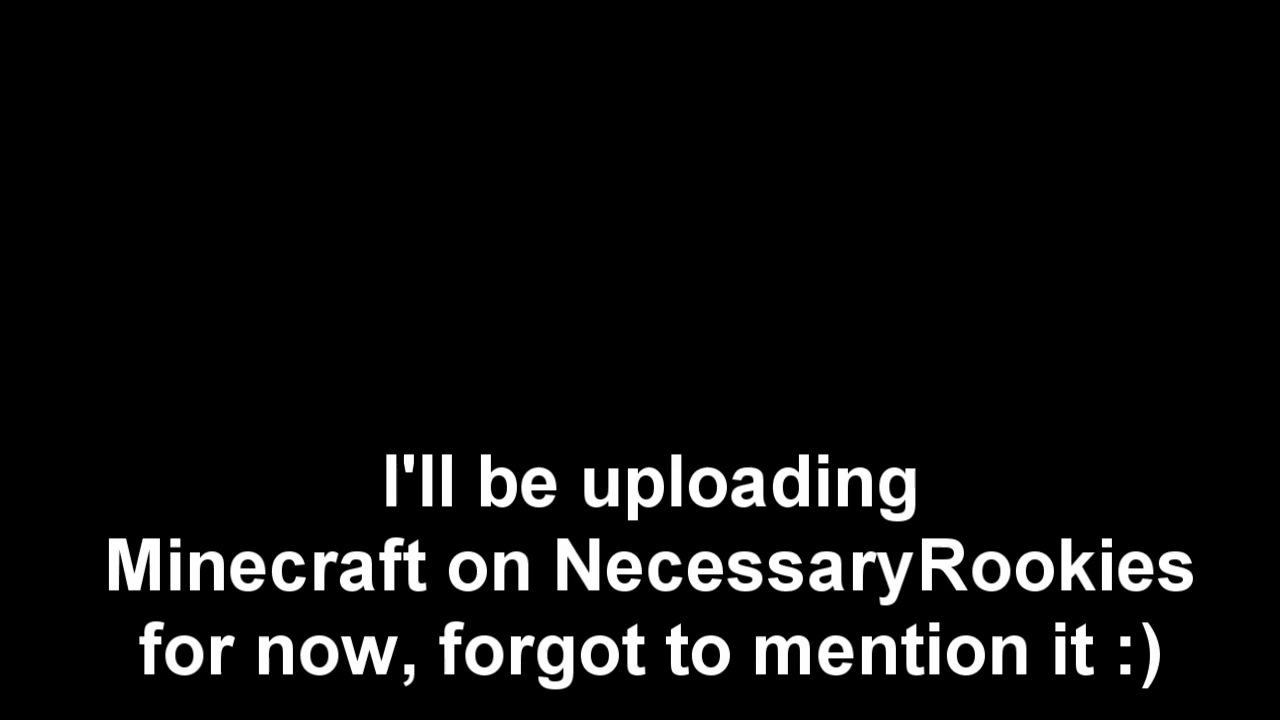 I'll be uploading
Minecraft on NecessaryRookies
for now, forgot to mention it :)